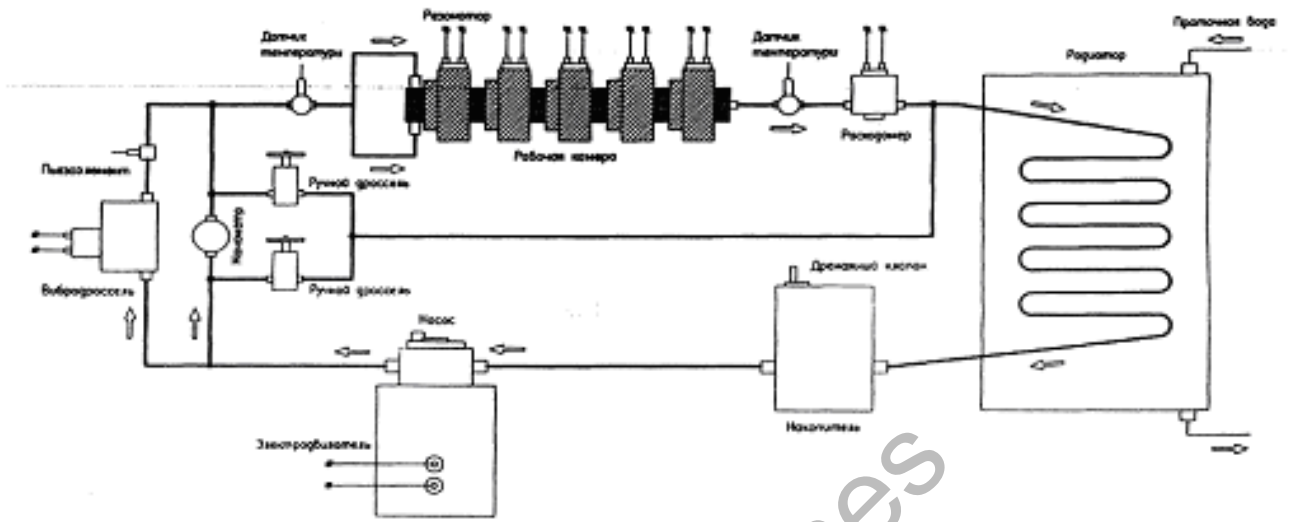 Проточная вода
Резонатор
Датчик
температуры
Датчик
температуры
Радиатор
Расходомер
Рабочая камера
Пьезоэлемент
Ручной дроссель
Манометр
Дренажный клапан
Вибродроссель
Ручной дроссель
Насос
Накопитель
Электродвигатель